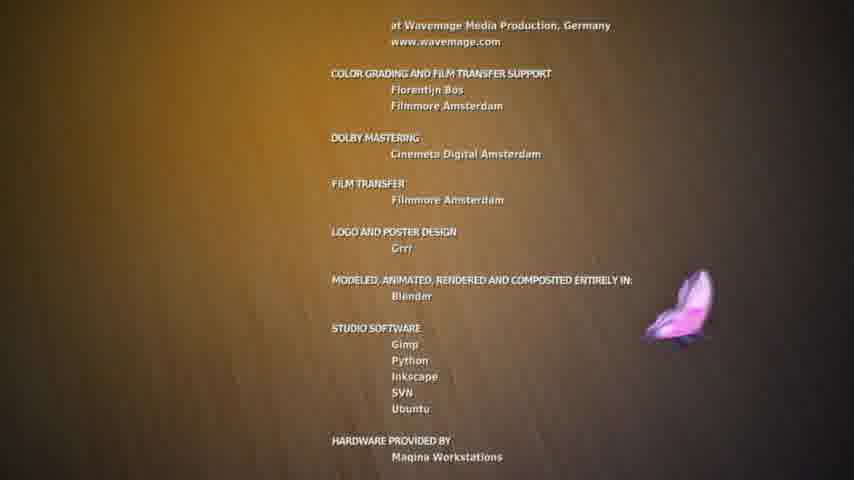 at Wavemage Media Production, Germany
www.wavemage.com
COLOR GRADING AND FILM TRANSFER SUPPORT
Florentijn Bos
Filmmore Amsterdam
DOLBY MASTERING
Cinemeta Digital Amsterdam
FILM TRANSFER
Filmmore Amsterdam
LOGO AND POSTER DESIGN
Grrr
MODELED, ANIMATED, RENDERED AND COMPOSITED ENTIRELY IN:
Blender
STUDIO SOFTWARE
Gimp
Python
Inkscape
SVN
Ubuntu
HARDWARE PROVIDED BY
Maqina Workstations